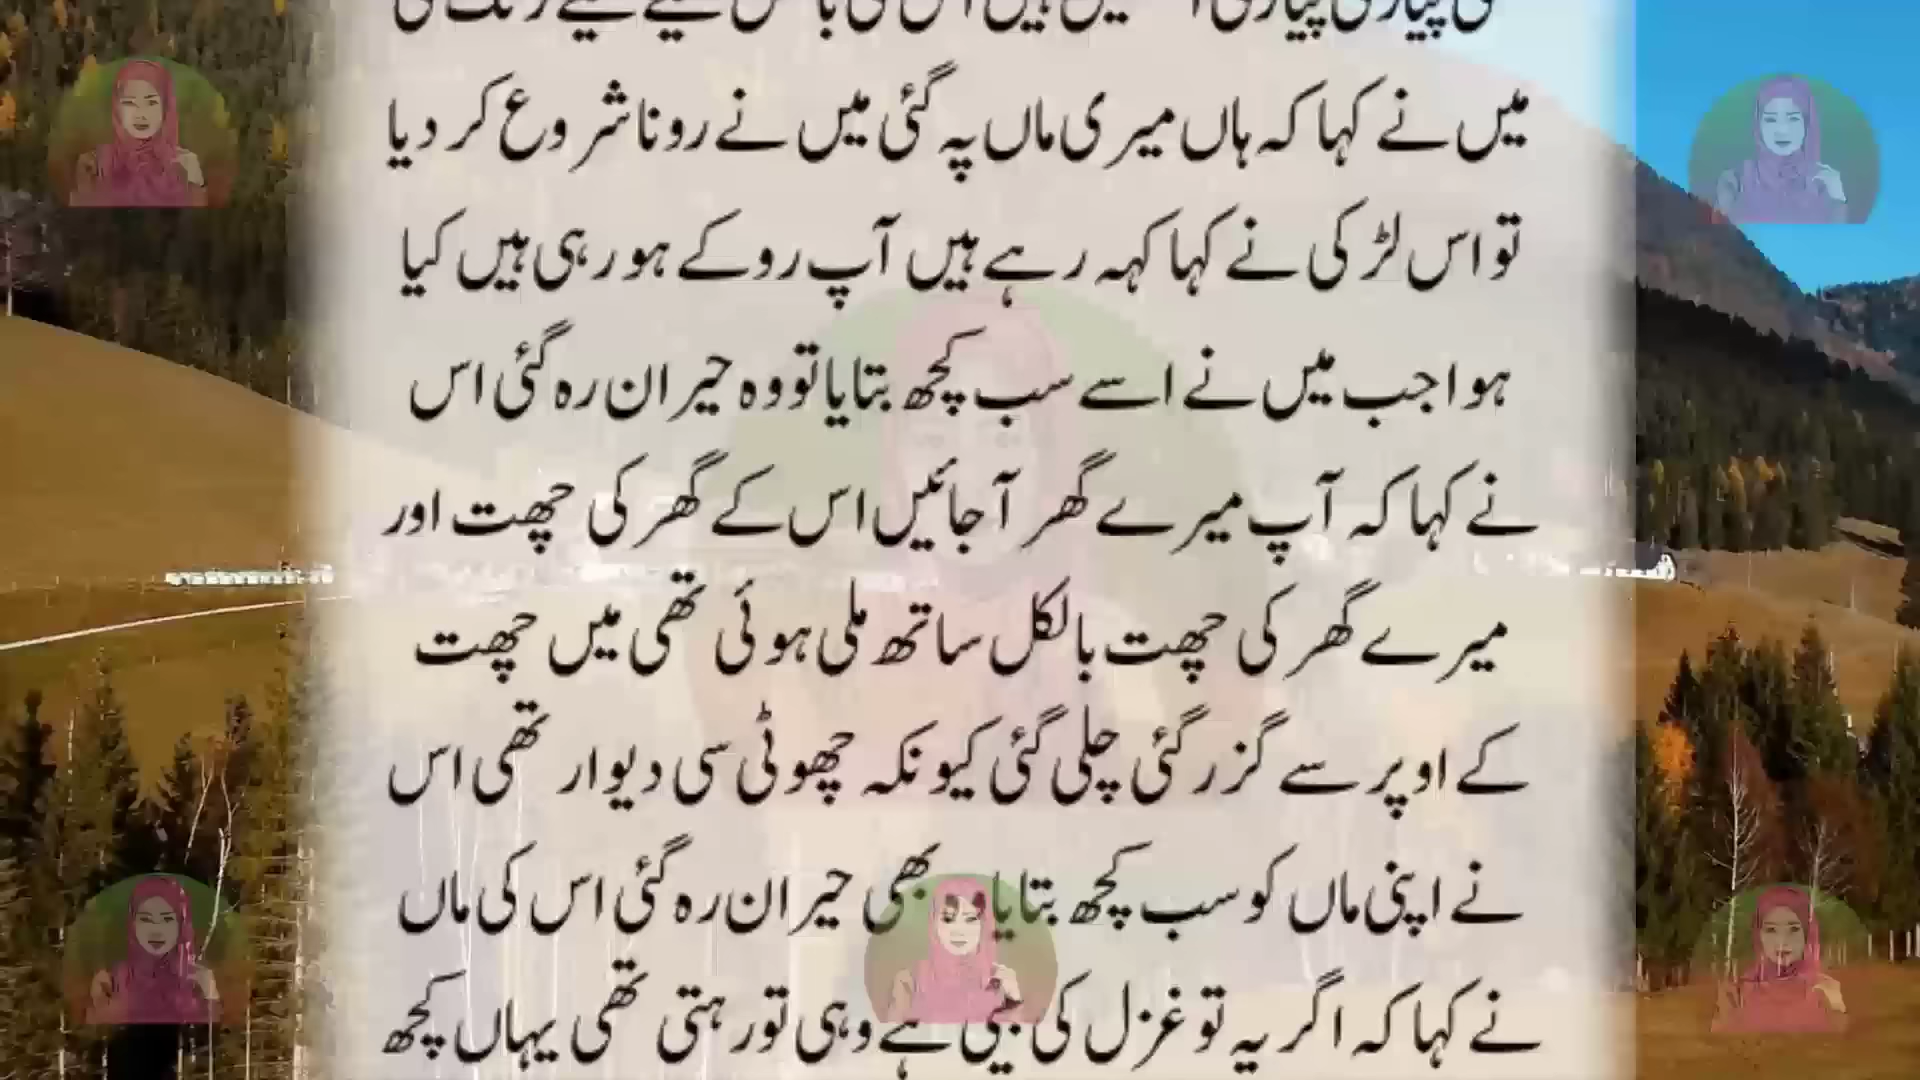 پیاری پیاری
میں نے کہا کہ ہاں میری ماں پہ گئی میں نے رونا شروع کر دیا
تو اس لڑکی نے کہا کہہ رہے ہیں آپ رو کے ہو رہی ہیں کیا
ہوا جب میں نے اسے سب کچھ بتایا تو وہ حیران رہ گئی اس
نے کہا کہ آپ میرے گھر آجائیں اس کے گھر کی چھت اور
میرے گھر کی چھت بالکل ساتھ ملی ہوئی تھی میں چھت
کے اوپر سے گزر گئی چلی گئی کیونکہ چھوٹی سی دیوار تھی اس
نے اپنی ماں کو سب کچھ بتایا بھی حیران رہ گئی اس کی ماں
نے کہا کہ اگر یہ تو غزل کی بیٹی ہے وہی تو رہتی تھی یہاں کچھ